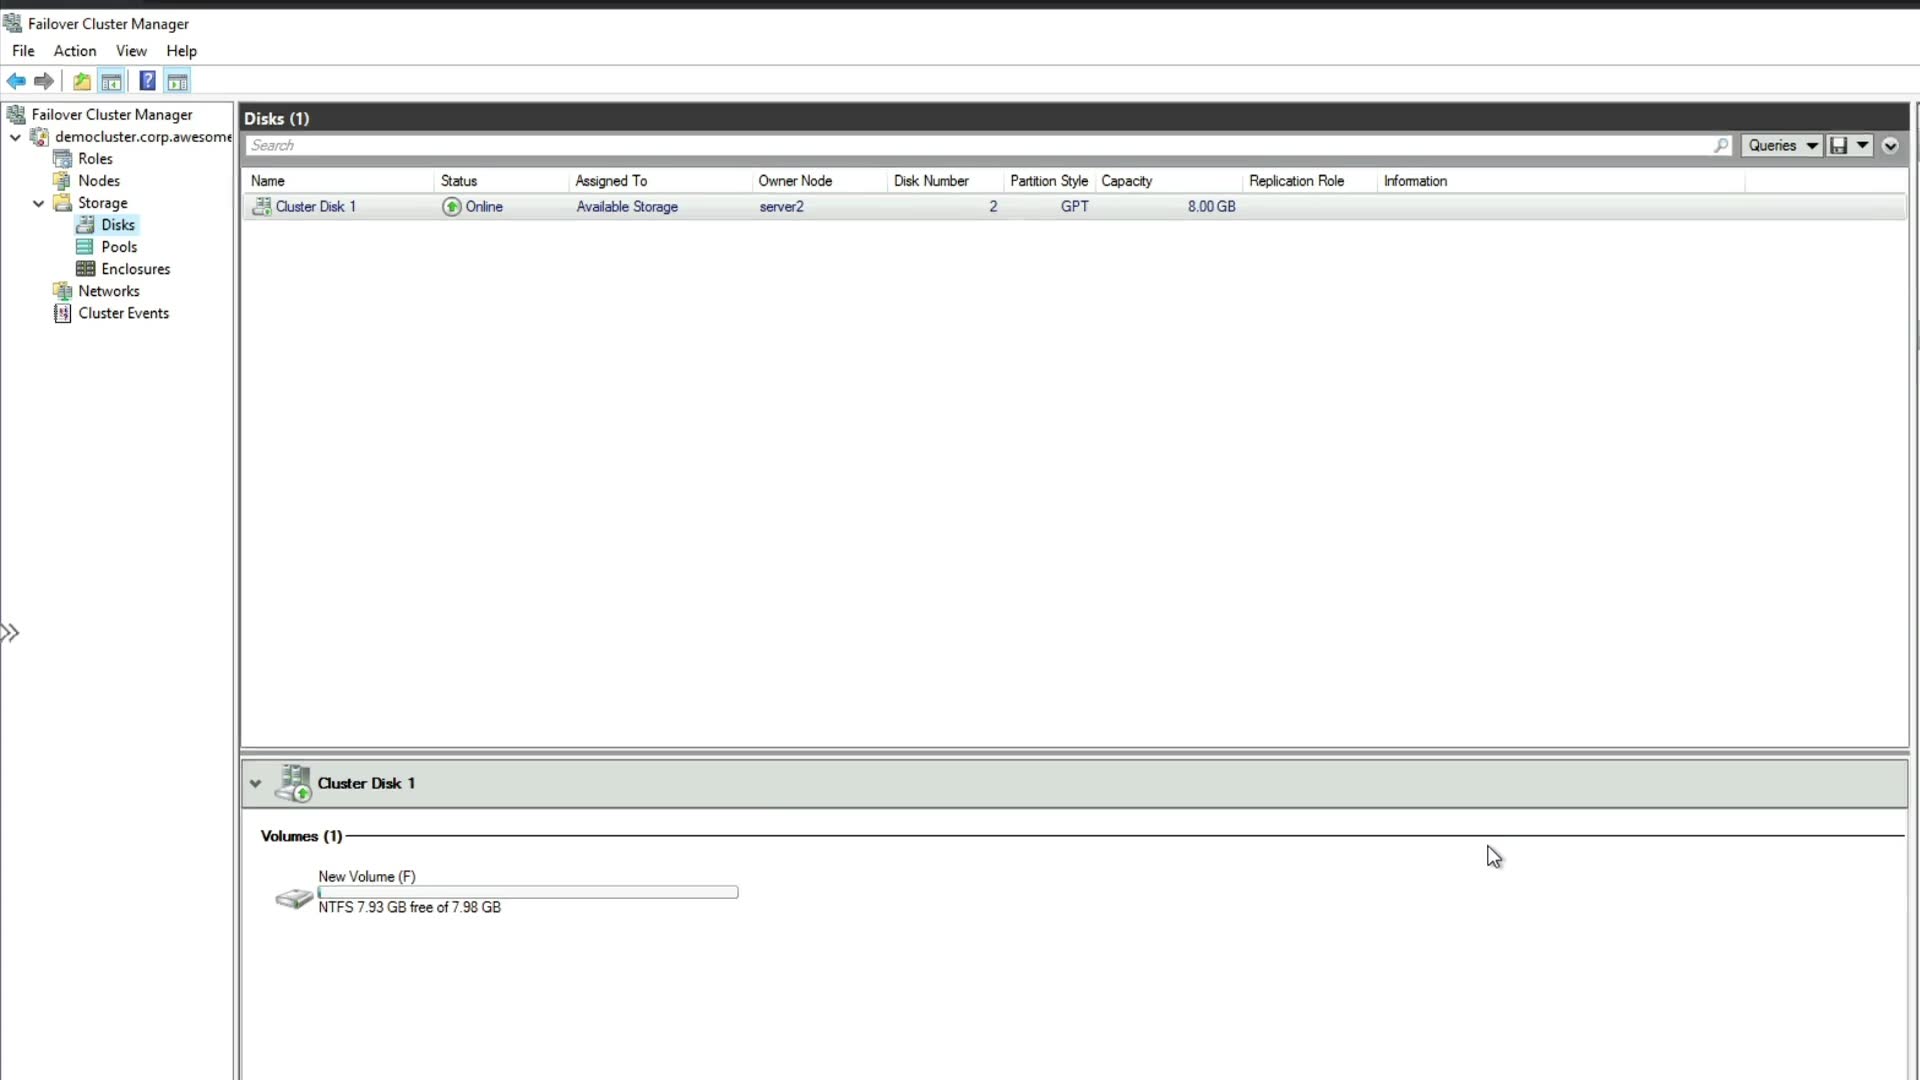 Failover Cluster Manager
File Action View Help
Failover Cluster Manager
democluster.corp.awesome
Roles
Nodes
Storage
Disks
Pools
Enclosures
Networks
Cluster Events
Disks (1)
Search
Queries
Name Status Assigned To Owner Node Disk Number Partition Style Capacity Replication Role Information
Cluster Disk 1 Online Available Storage server2 2 GPT 8.00 GB
Cluster Disk 1
Volumes (1)
New Volume (F)
NTFS 7.93 GB free of 7.98 GB